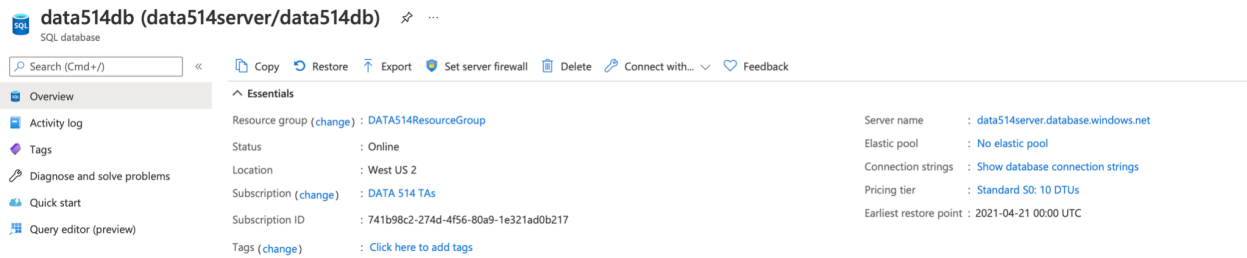 data514db (data514server/data514db)
SQL
SQL database
Search (Cmd+/)
«
Copy
Restore
Export
Set server firewall
Delete
Connect with...
Feedback
Overview
Activity log
Tags
Diagnose and solve problems
Quick start
Query editor (preview)
Essentials
Resource group (change) : DATA514ResourceGroup
Status : Online
Location : West US 2
Subscription (change) : DATA 514 TAs
Subscription ID : 741b98c2-274d-4f56-80a9-1e321ad0b217
Tags (change) : Click here to add tags
Server name : data514server.database.windows.net
Elastic pool : No elastic pool
Connection strings : Show database connection strings
Pricing tier : Standard S0: 10 DTUs
Earliest restore point : 2021-04-21 00:00 UTC